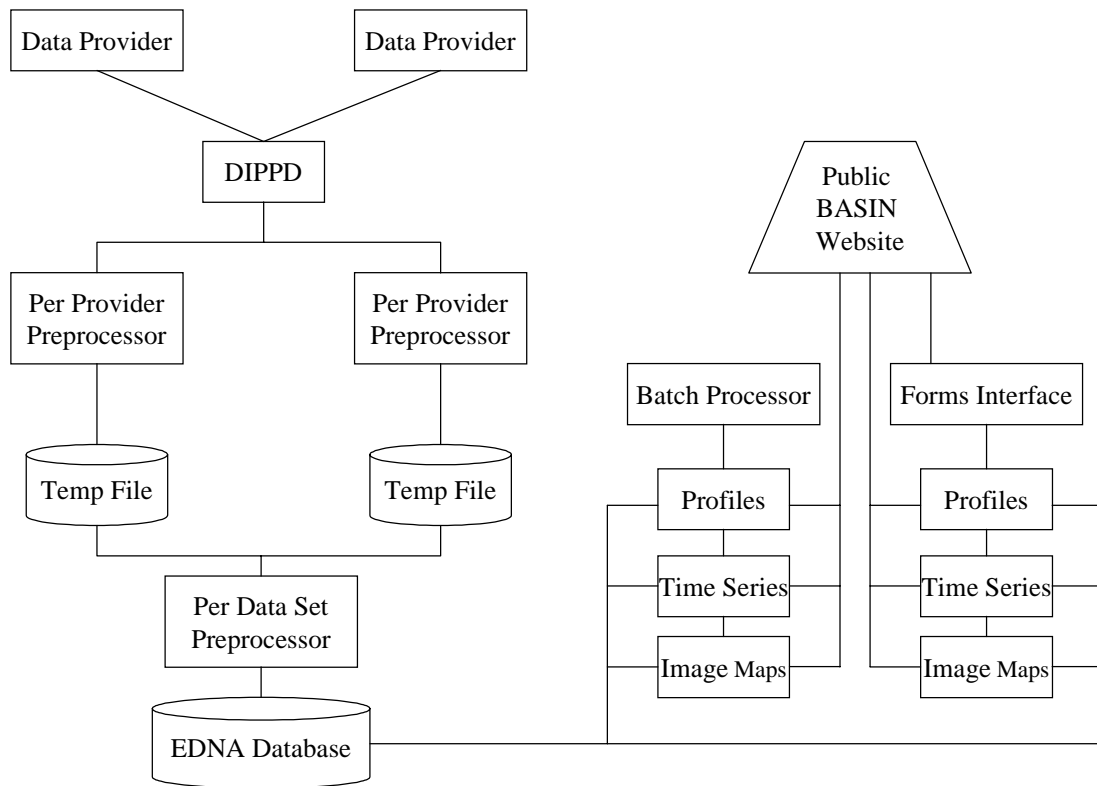 Data Provider
Data Provider
DIPPD
Per Provider
Preprocessor
Per Provider
Preprocessor
Temp File
Temp File
Per Data Set
Preprocessor
EDNA Database
Public
BASIN
Website
Batch Processor
Forms Interface
Profiles
Time Series
Image Maps
Profiles
Time Series
Image Maps